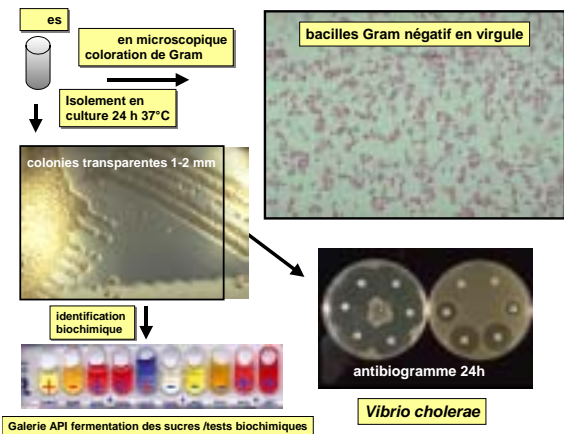 es
en microscopique
coloration de Gram
bacilles Gram négatif en virgule
Isolement en
culture 24 h 37°C
colonies transparentes 1-2 mm
identification
biochimique
antibiogramme 24h
Vibrio cholerae
Galerie API fermentation des sucres /tests biochimiques